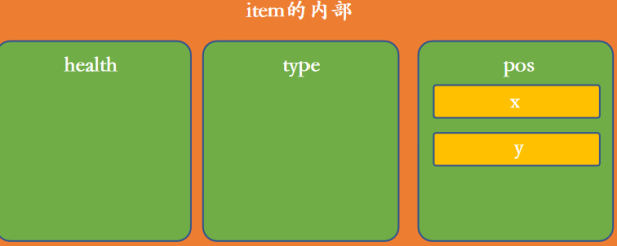 item的内部
health
type
pos
x
y